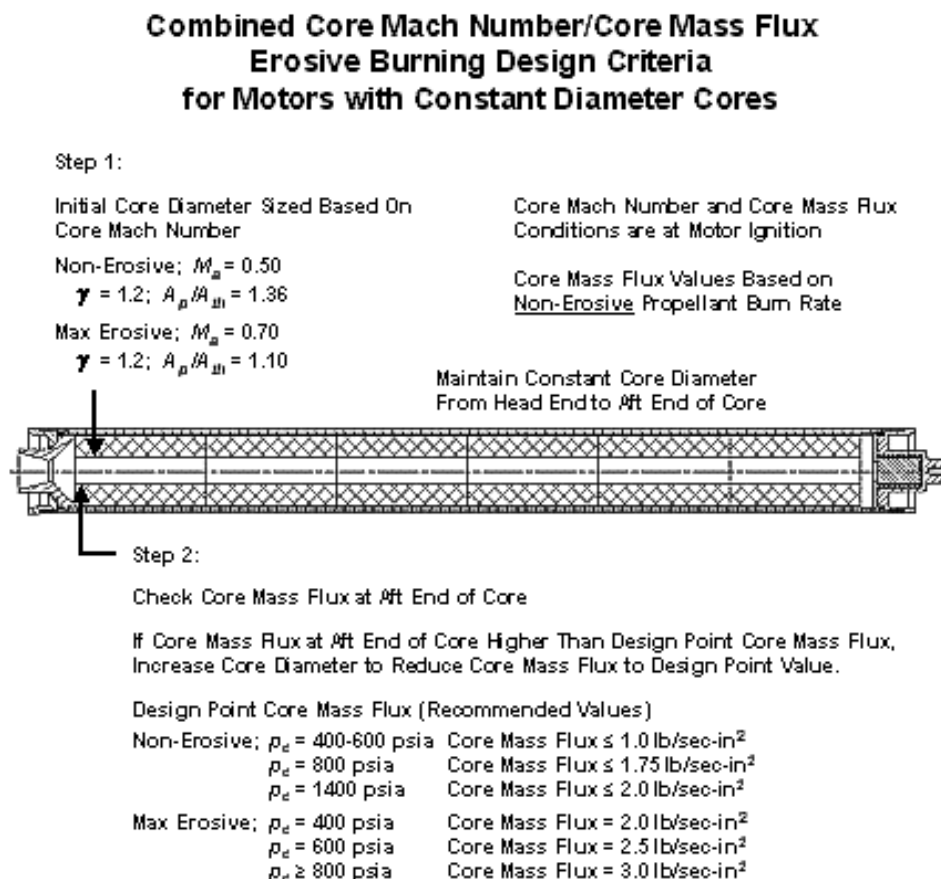 Combined Core Mach Number/Core Mass Flux
Erosive Burning Design Criteria
for Motors with Constant Diameter Cores
Step 1:
Initial Core Diameter Sized Based On
Core Mach Number
Non-Erosive; Mₐ = 0.50
γ = 1.2; Aₚ/Aₜₕ = 1.36
Max Erosive; Mₐ = 0.70
γ = 1.2; Aₚ/Aₜₕ = 1.10
Core Mach Number and Core Mass Flux
Conditions are at Motor Ignition
Core Mass Flux Values Based on
Non-Erosive Propellant Burn Rate
Maintain Constant Core Diameter
From Head End to Aft End of Core
Step 2:
Check Core Mass Flux at Aft End of Core
If Core Mass Flux at Aft End of Core Higher Than Design Point Core Mass Flux,
Increase Core Diameter to Reduce Core Mass Flux to Design Point Value.
Design Point Core Mass Flux (Recommended Values)
Non-Erosive; p_c = 400-600 psia Core Mass Flux ≤ 1.0 lb/sec-in²
p_c = 800 psia Core Mass Flux ≤ 1.75 lb/sec-in²
p_c = 1400 psia Core Mass Flux ≤ 2.0 lb/sec-in²
Max Erosive; p_c = 400 psia Core Mass Flux = 2.0 lb/sec-in²
p_c = 600 psia Core Mass Flux = 2.5 lb/sec-in²
p_c ≥ 800 psia Core Mass Flux = 3.0 lb/sec-in²